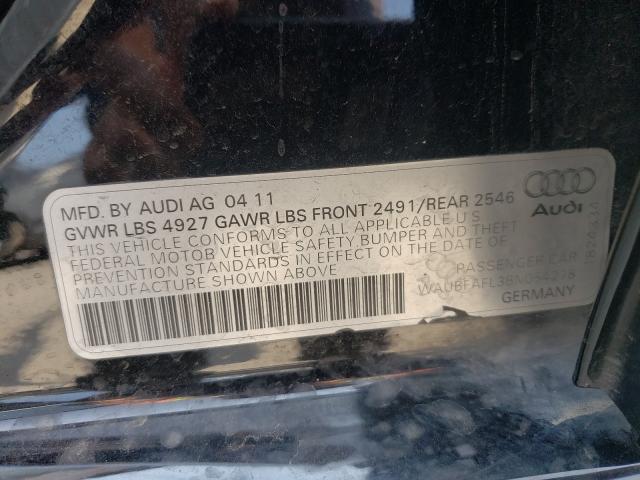 MFD. BY AUDI AG 04 11
GVWR LBS 4927 GAWR LBS FRONT 2491/REAR 2546
THIS VEHICLE CONFORMS TO ALL APPLICABLE U S
FEDERAL MOTOR VEHICLE SAFETY, BUMPER AND THEFT
PREVENTION STANDARDS IN EFFECT ON THE DATE OF
MANUFACTURE SHOWN ABOVE
Audi
PASSENGER CAR
WAUBFAFL3BN054278
GERMANY